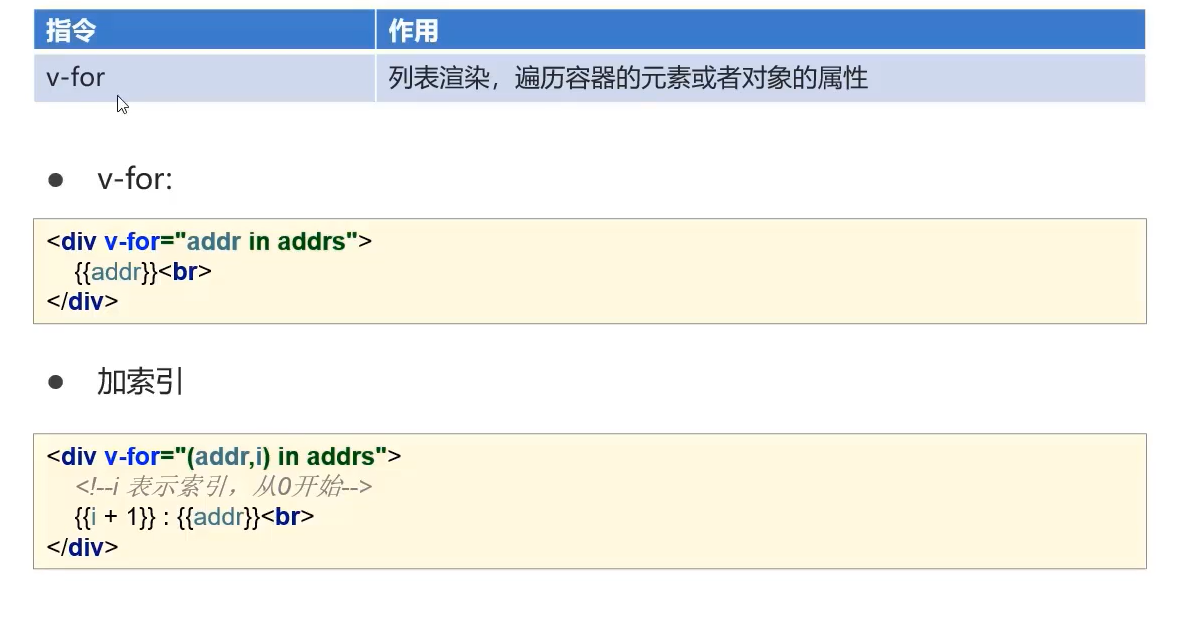 指令 作用
v-for 列表渲染，遍历容器的元素或者对象的属性
● v-for:
<div v-for="addr in addrs">
{{addr}}<br>
</div>
● 加索引
<div v-for="(addr,i) in addrs">
<!--i 表示索引，从0开始-->
{{i + 1}} : {{addr}}<br>
</div>